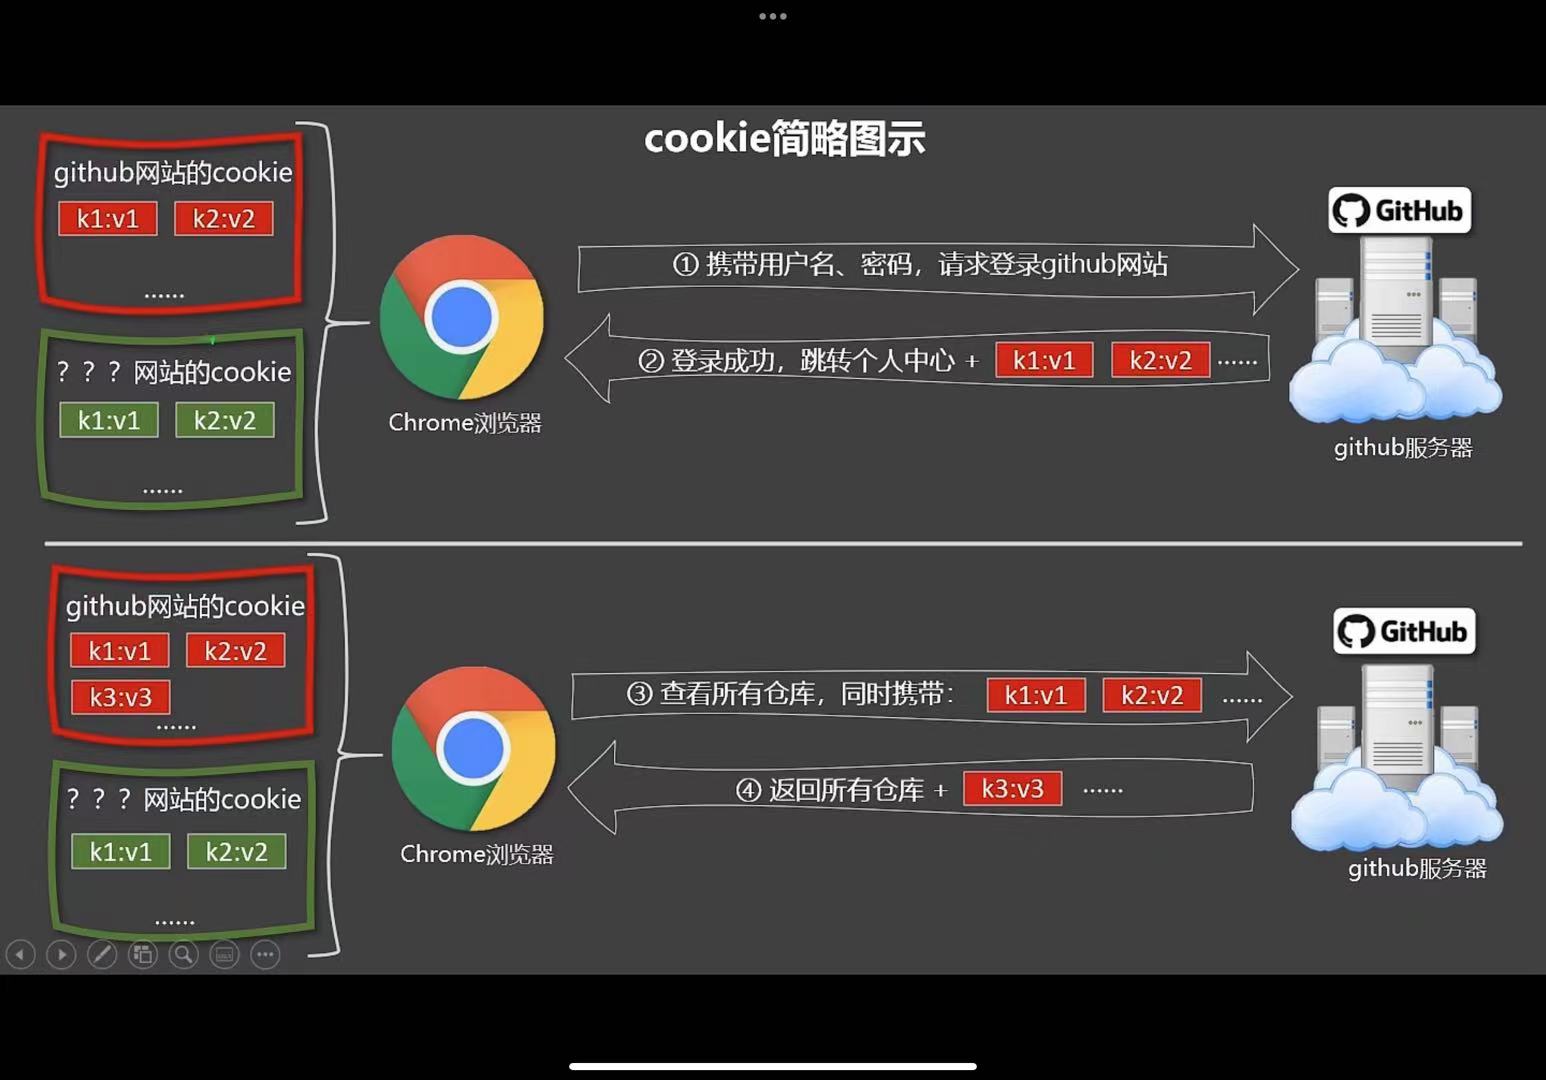 cookie简略图示
github网站的cookie
k1:v1 k2:v2
......
？？？网站的cookie
k1:v1 k2:v2
......
Chrome浏览器
① 携带用户名、密码，请求登录github网站
② 登录成功，跳转个人中心 + k1:v1 k2:v2 ......
GitHub
github服务器
github网站的cookie
k1:v1 k2:v2
k3:v3
......
？？？网站的cookie
k1:v1 k2:v2
......
Chrome浏览器
③ 查看所有仓库，同时携带： k1:v1 k2:v2 ......
④ 返回所有仓库 + k3:v3 ......
GitHub
github服务器